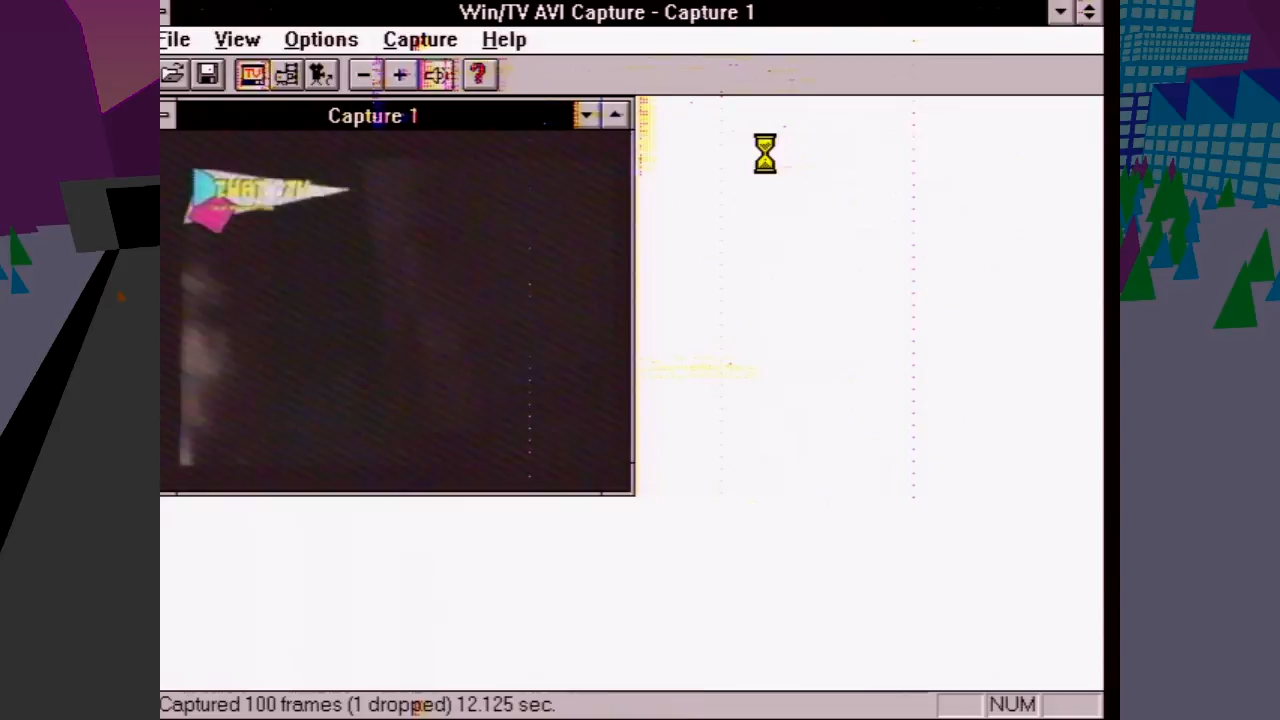 Win/TV AVI Capture - Capture 1
File View Options Capture Help
TV - + ?
Capture 1
Captured 100 frames (1 dropped) 12.125 sec.
NUM